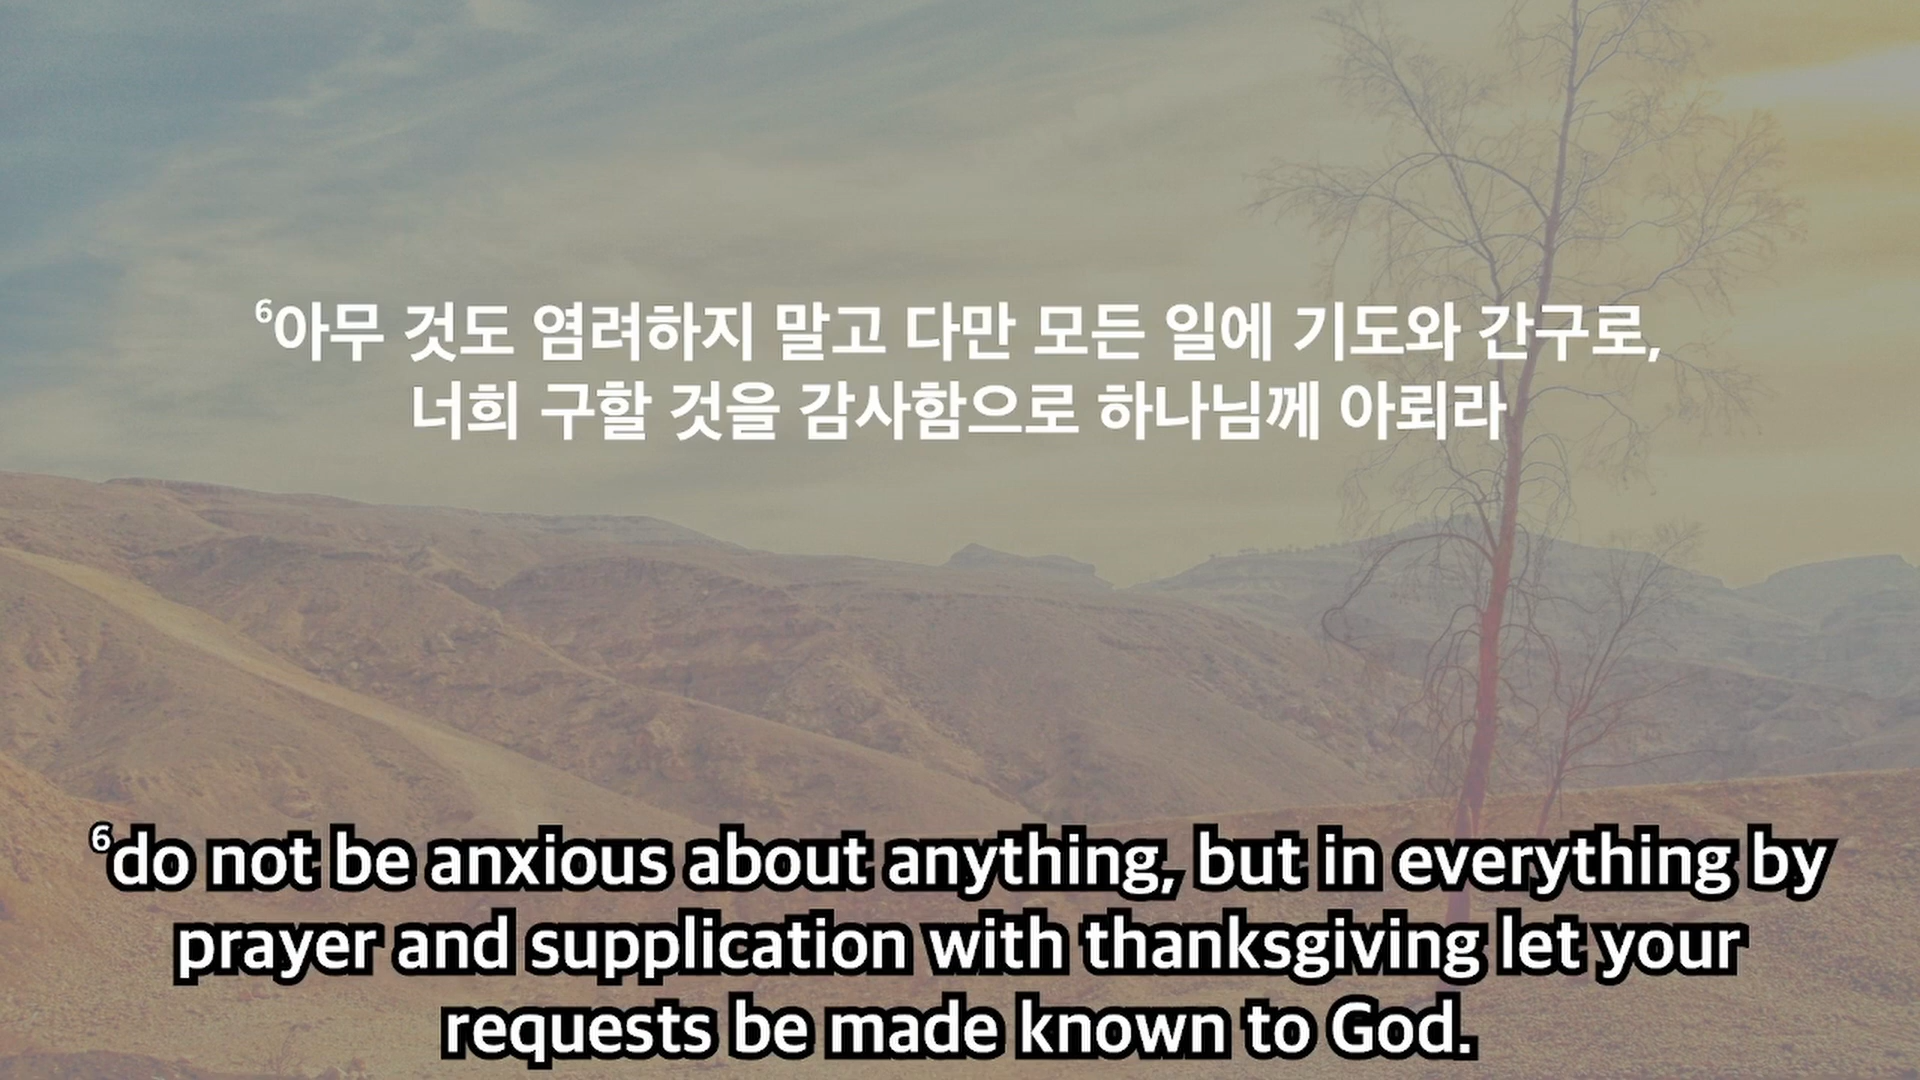 ⁶아무 것도 염려하지 말고 다만 모든 일에 기도와 간구로,
너희 구할 것을 감사함으로 하나님께 아뢰라
⁶do not be anxious about anything, but in everything by
prayer and supplication with thanksgiving let your
requests be made known to God.